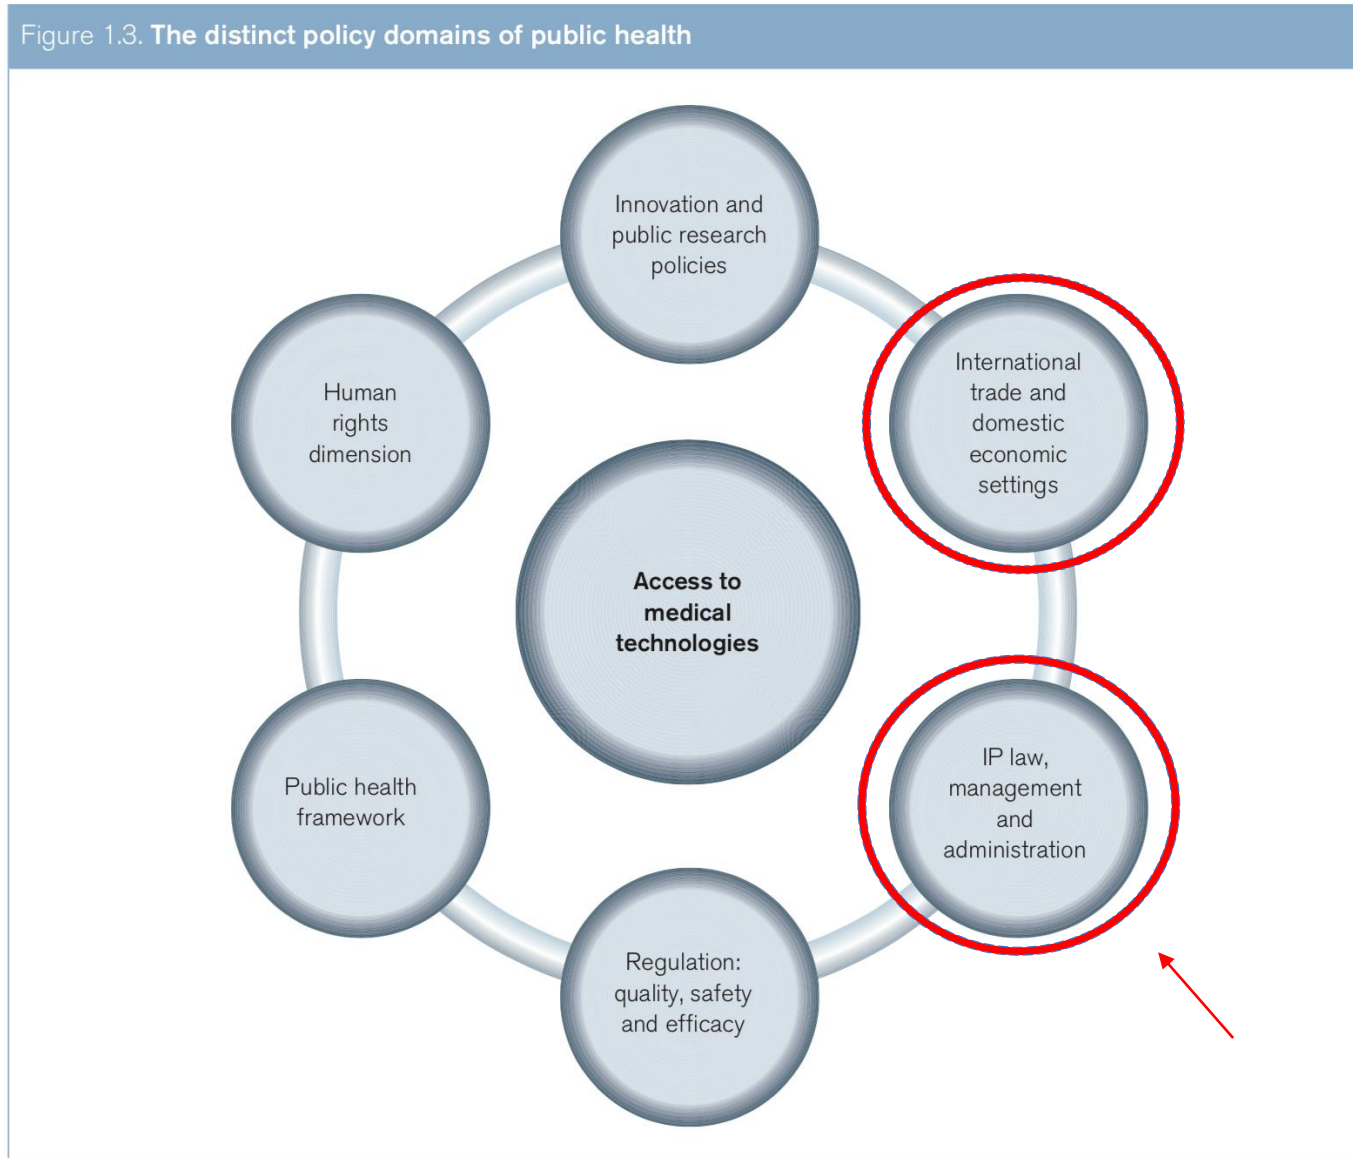 Figure 1.3. The distinct policy domains of public health
Innovation and
public research
policies
International
trade and
domestic
economic
settings
Human
rights
dimension
Access to
medical
technologies
IP law,
management
and
administration
Public health
framework
Regulation:
quality, safety
and efficacy